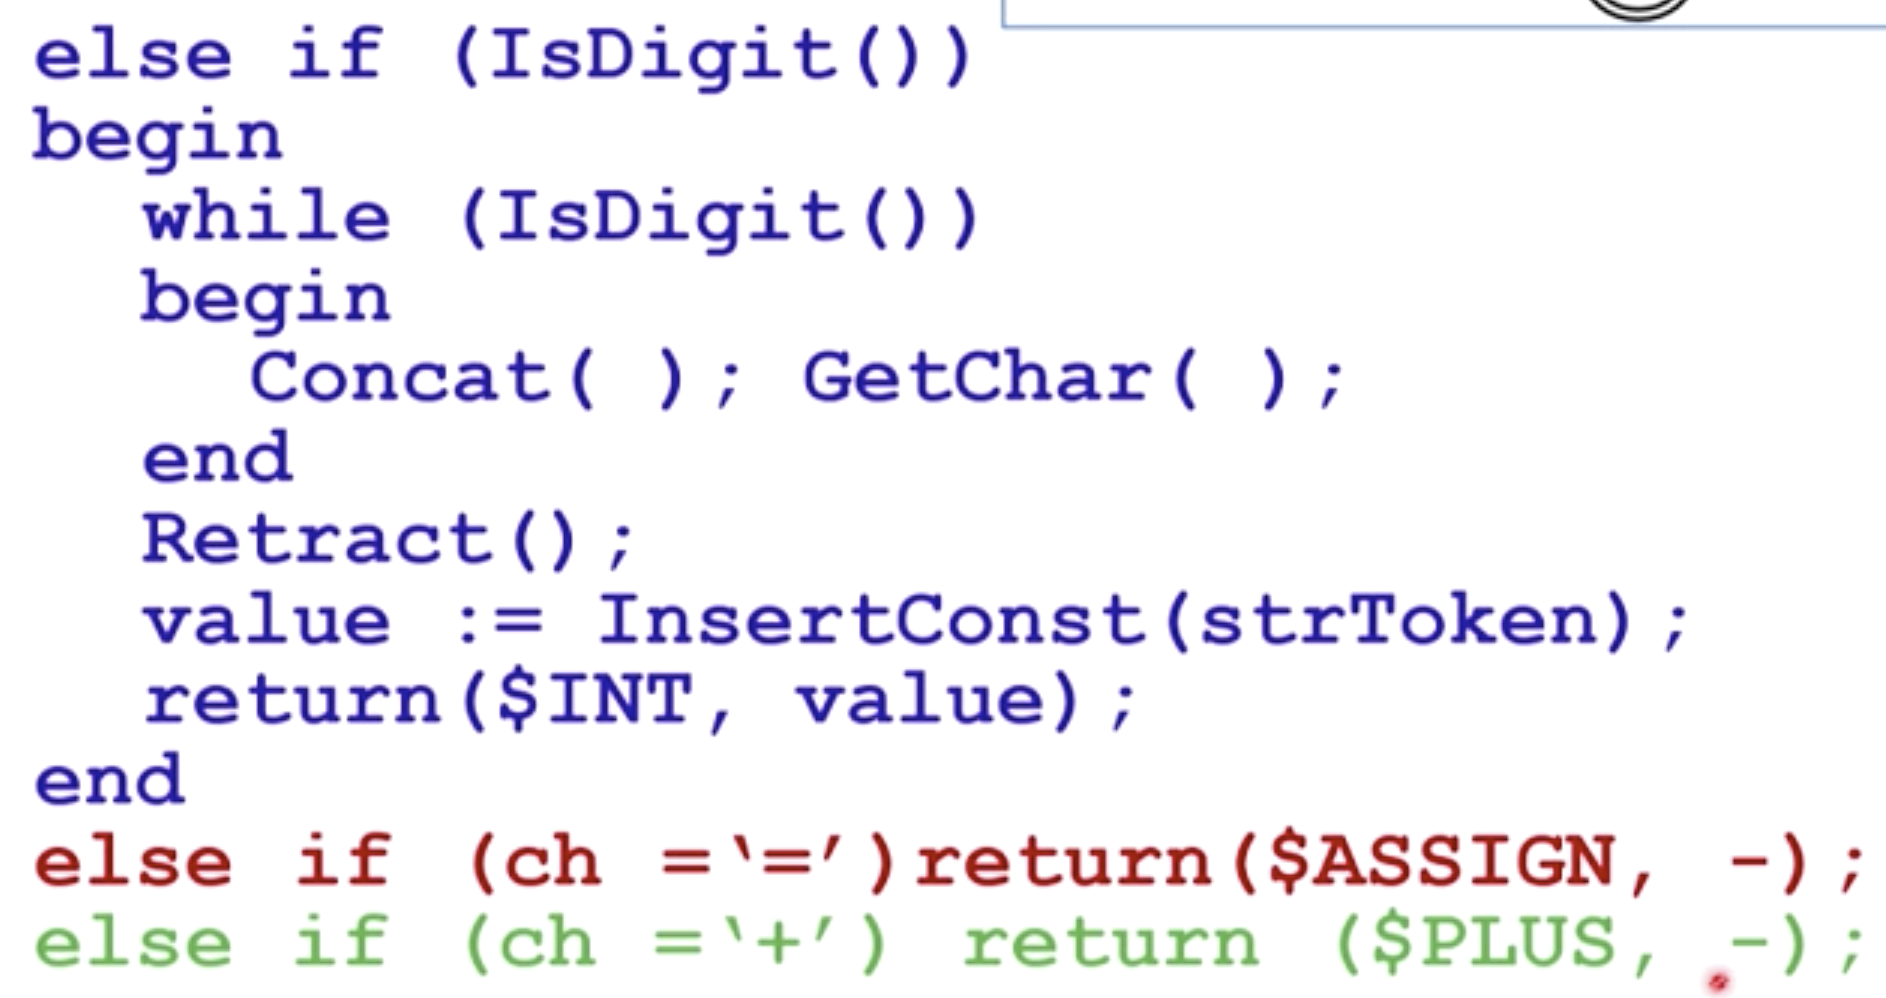 else if (IsDigit())
begin
while (IsDigit())
begin
Concat( ); GetChar( );
end
Retract();
value := InsertConst(strToken);
return($INT, value);
end
else if (ch =‘=’)return($ASSIGN, -);
else if (ch =‘+’) return ($PLUS, -);